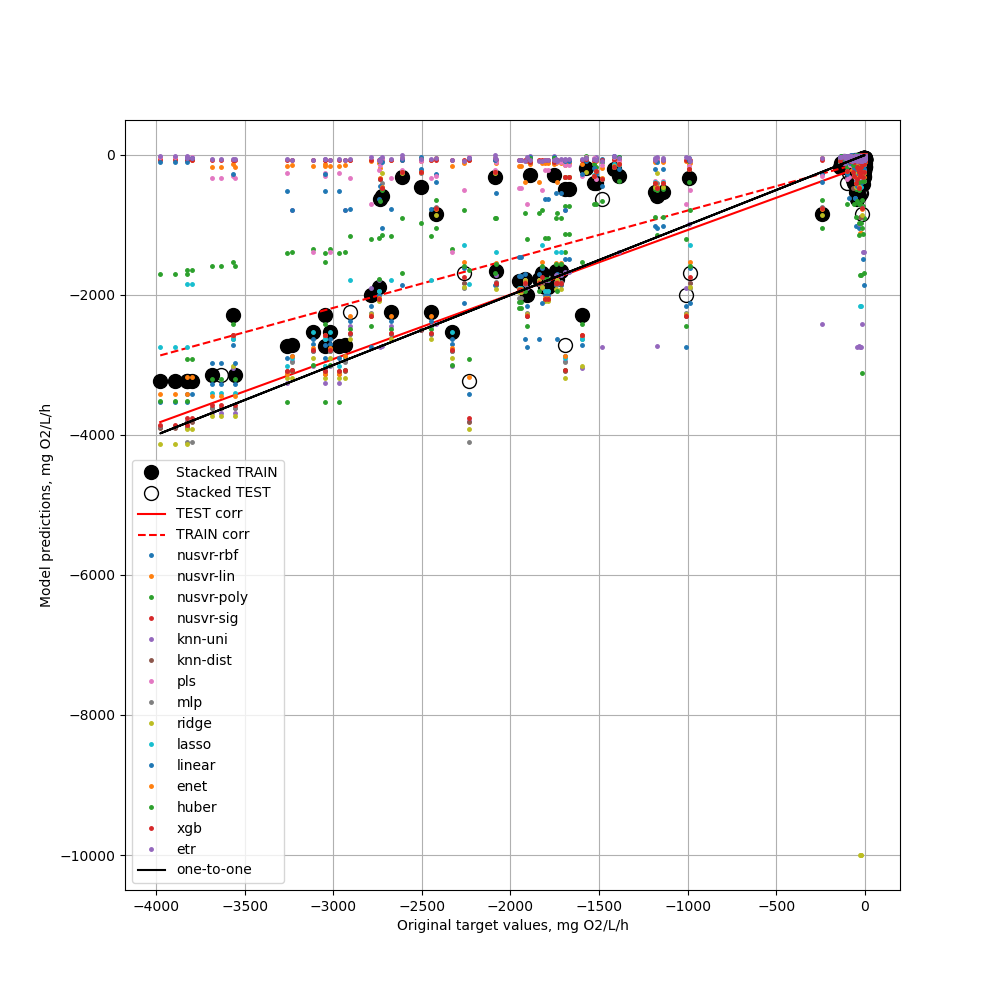 0
−2000
−4000
−6000
−8000
−10000
Model predictions, mg O2/L/h
Stacked TRAIN
Stacked TEST
TEST corr
TRAIN corr
nusvr-rbf
nusvr-lin
nusvr-poly
nusvr-sig
knn-uni
knn-dist
pls
mlp
ridge
lasso
linear
enet
huber
xgb
etr
one-to-one
−4000 −3500 −3000 −2500 −2000 −1500 −1000 −500 0
Original target values, mg O2/L/h